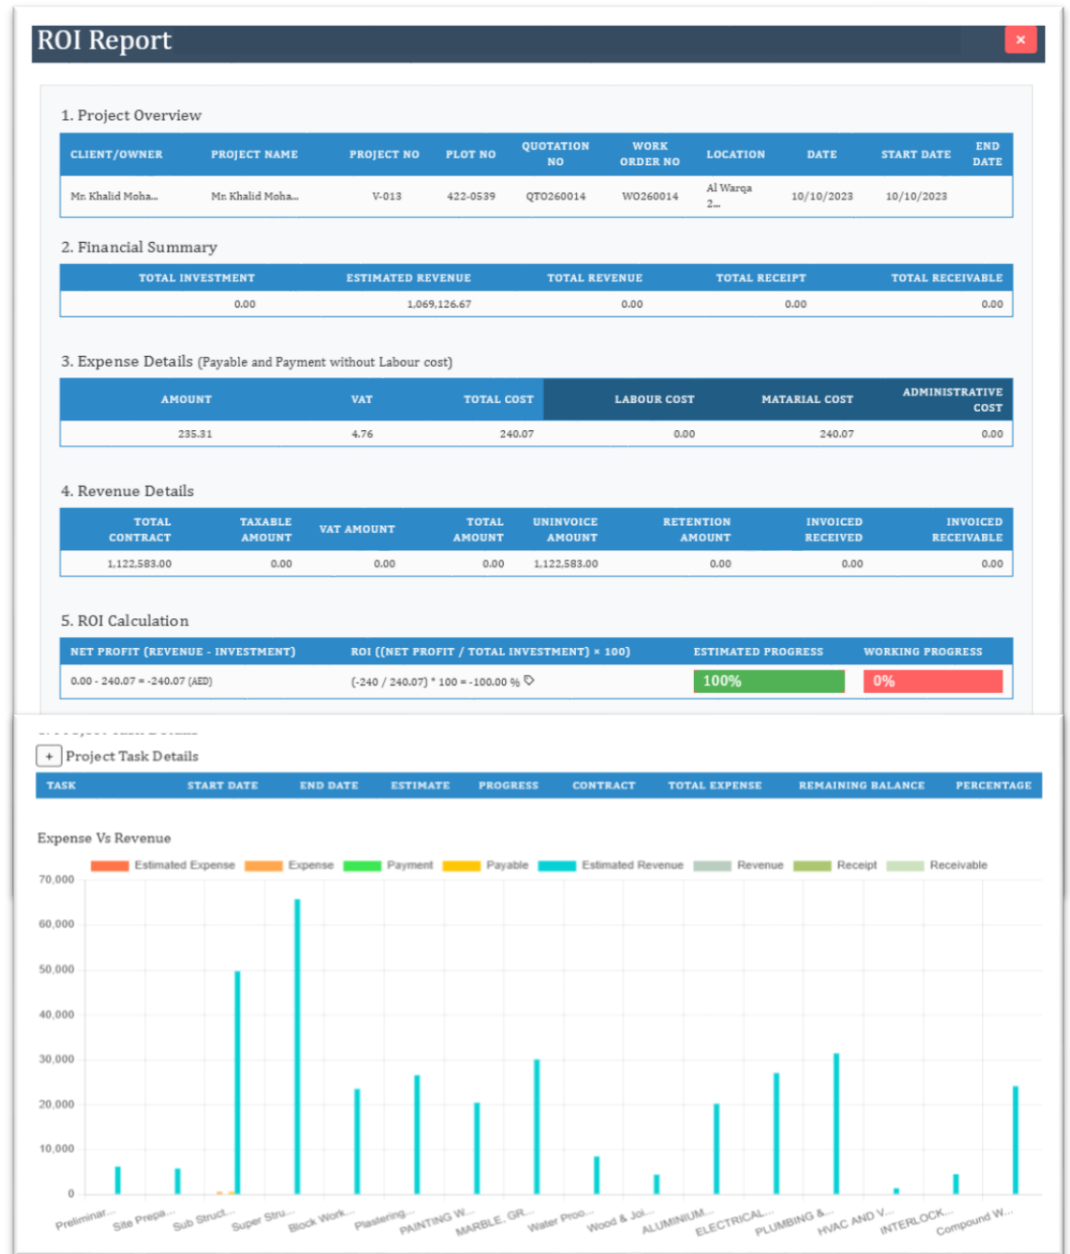 ROI Report
×
1. Project Overview
CLIENT/OWNER PROJECT NAME PROJECT NO PLOT NO QUOTATION NO WORK ORDER NO LOCATION DATE START DATE END DATE
Mr. Khalid Moha... Mr. Khalid Moha... V-013 422-0539 QTO260014 WO260014 Al Warqa 2... 10/10/2023 10/10/2023
2. Financial Summary
TOTAL INVESTMENT ESTIMATED REVENUE TOTAL REVENUE TOTAL RECEIPT TOTAL RECEIVABLE
0.00 1,069,126.67 0.00 0.00 0.00
3. Expense Details (Payable and Payment without Labour cost)
AMOUNT VAT TOTAL COST LABOUR COST MATARIAL COST ADMINISTRATIVE COST
235.31 4.76 240.07 0.00 240.07 0.00
4. Revenue Details
TOTAL CONTRACT TAXABLE AMOUNT VAT AMOUNT TOTAL AMOUNT UNINVOICE AMOUNT RETENTION AMOUNT INVOICED RECEIVED INVOICED RECEIVABLE
1,122,583.00 0.00 0.00 0.00 1,122,583.00 0.00 0.00 0.00
5. ROI Calculation
NET PROFIT (REVENUE - INVESTMENT) ROI ((NET PROFIT / TOTAL INVESTMENT) × 100) ESTIMATED PROGRESS WORKING PROGRESS
0.00 - 240.07 = -240.07 (AED) (-240 / 240.07) * 100 = -100.00 % 100% 0%
+ Project Task Details
TASK START DATE END DATE ESTIMATE PROGRESS CONTRACT TOTAL EXPENSE REMAINING BALANCE PERCENTAGE
Expense Vs Revenue
Estimated Expense Expense Payment Payable Estimated Revenue Revenue Receipt Receivable
70,000
60,000
50,000
40,000
30,000
20,000
10,000
0
Preliminar... Site Prepa... Sub Struct... Super Stru... Block Work... Plastering... PAINTING W... MARBLE, GR... Water Proo... Wood & Joi... ALUMINIUM... ELECTRICAL... PLUMBING &... HVAC AND V... INTERLOCK... Compound W...